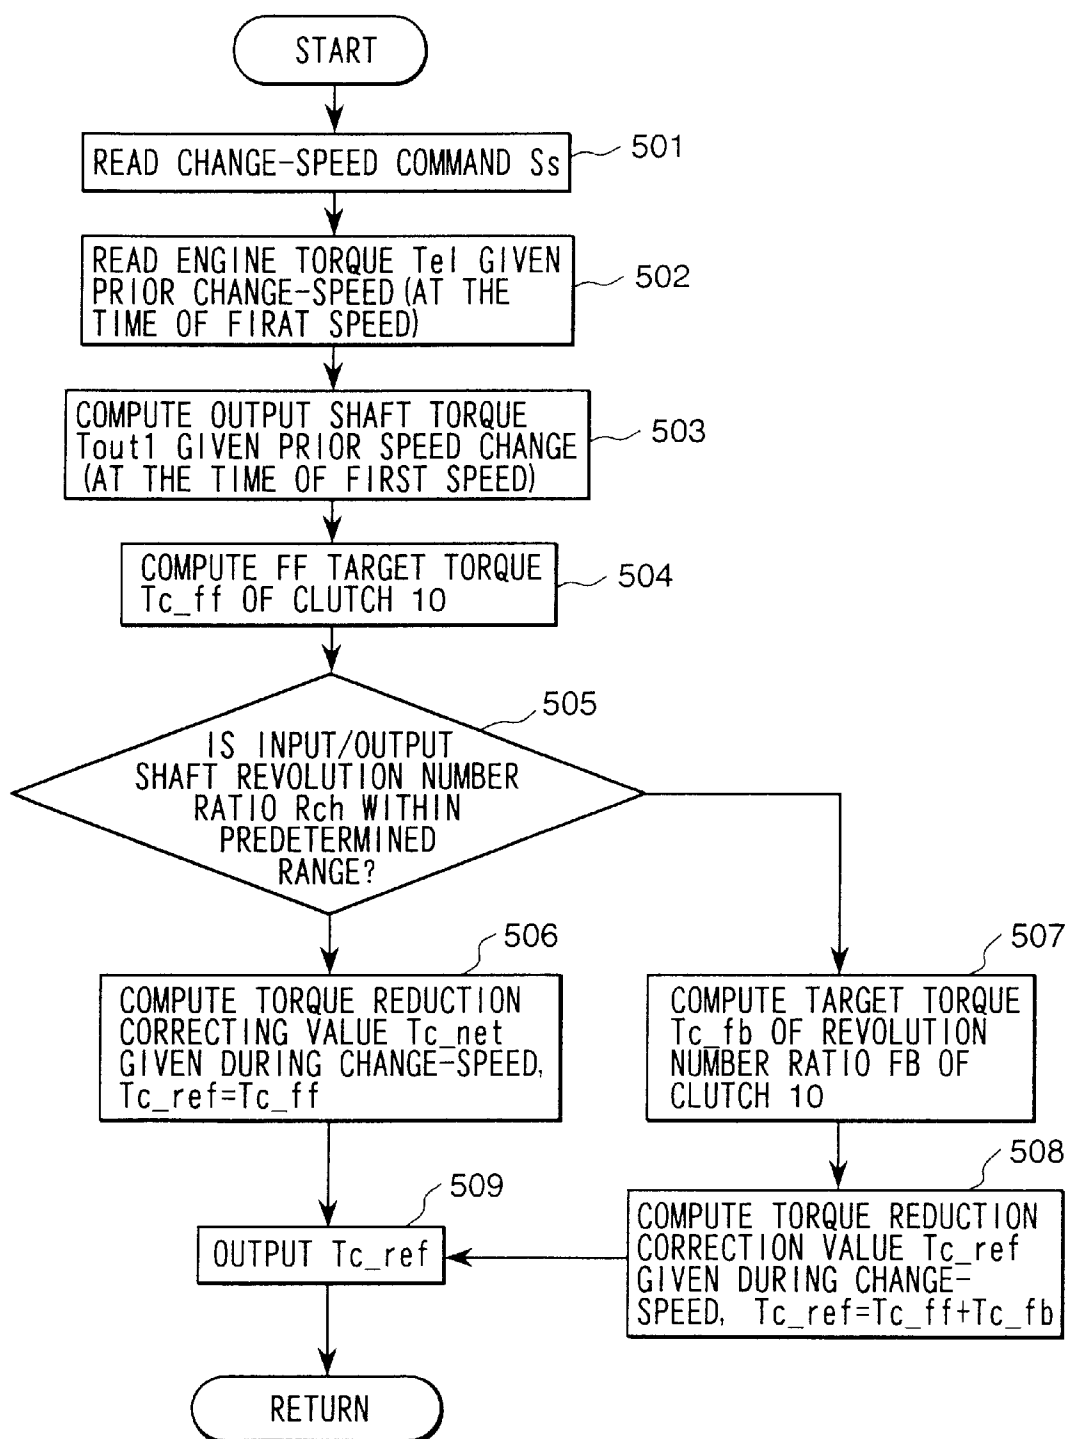 START
READ CHANGE-SPEED COMMAND Ss
501
READ ENGINE TORQUE Te1 GIVEN
PRIOR CHANGE-SPEED (AT THE
TIME OF FIRAT SPEED)
502
COMPUTE OUTPUT SHAFT TORQUE
Tout1 GIVEN PRIOR SPEED CHANGE
(AT THE TIME OF FIRST SPEED)
503
COMPUTE FF TARGET TORQUE
Tc_ff OF CLUTCH 10
504
505
IS INPUT/OUTPUT
SHAFT REVOLUTION NUMBER
RATIO Rch WITHIN
PREDETERMINED
RANGE?
506
COMPUTE TORQUE REDUCTION
CORRECTING VALUE Tc_net
GIVEN DURING CHANGE-SPEED,
Tc_ref=Tc_ff
507
COMPUTE TARGET TORQUE
Tc_fb OF REVOLUTION
NUMBER RATIO FB OF
CLUTCH 10
508
COMPUTE TORQUE REDUCTION
CORRECTION VALUE Tc_ref
GIVEN DURING CHANGE-
SPEED, Tc_ref=Tc_ff+Tc_fb
509
OUTPUT Tc_ref
RETURN